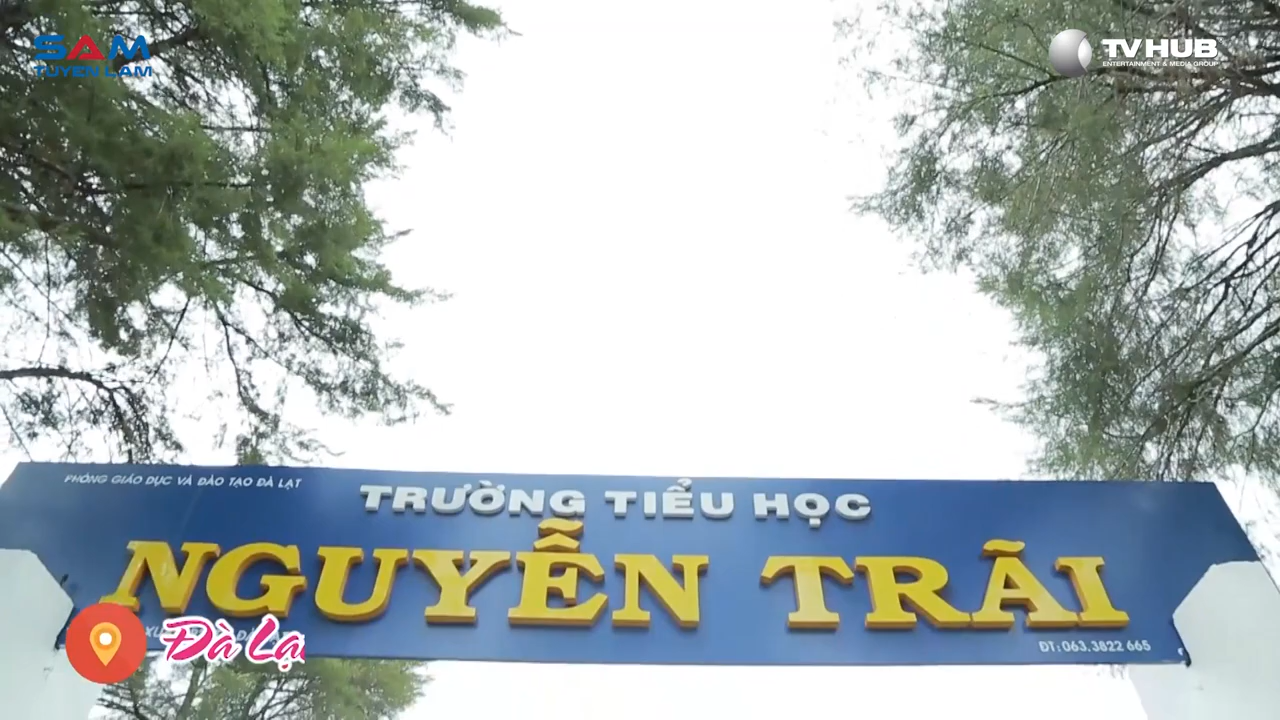 SAM
TUYEN LAM
TV HUB
ENTERTAINMENT & MEDIA GROUP
PHÒNG GIÁO DỤC VÀ ĐÀO TẠO ĐÀ LẠT
TRƯỜNG TIỂU HỌC
NGUYỄN TRÃI
ĐT: 063.3822 665
Đà Lạ